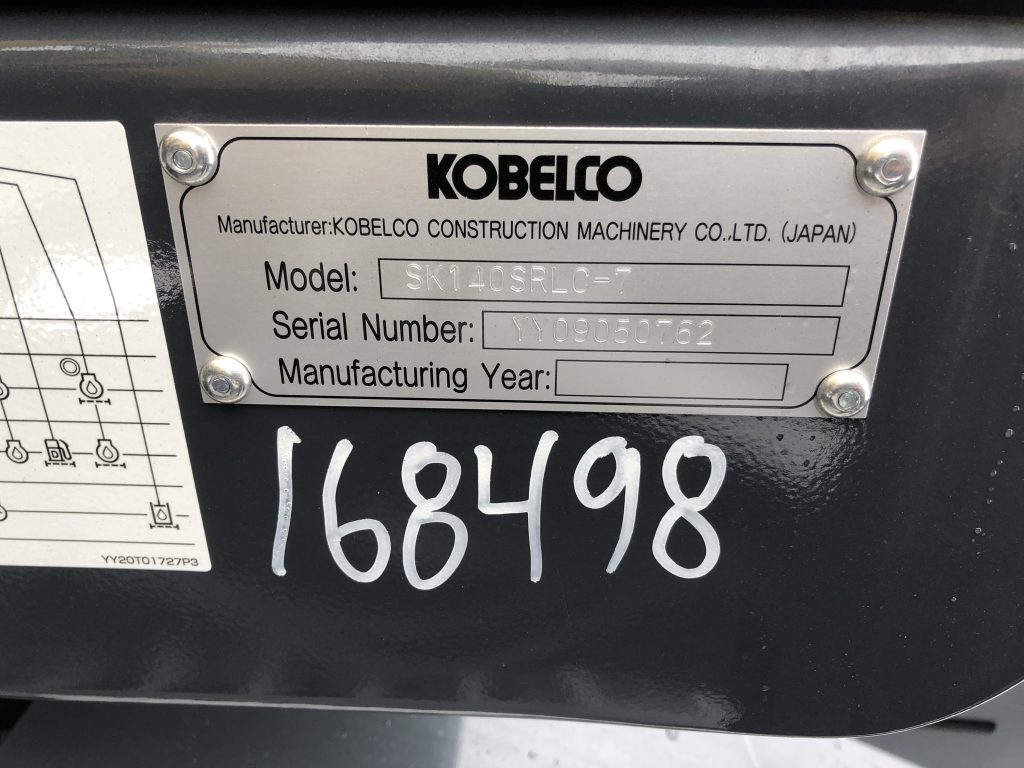 KOBELCO
Manufacturer:KOBELCO CONSTRUCTION MACHINERY CO.,LTD. (JAPAN)
Model: SK140SRLC-7
Serial Number: YY09050762
Manufacturing Year:
168498
YY20T01727P3